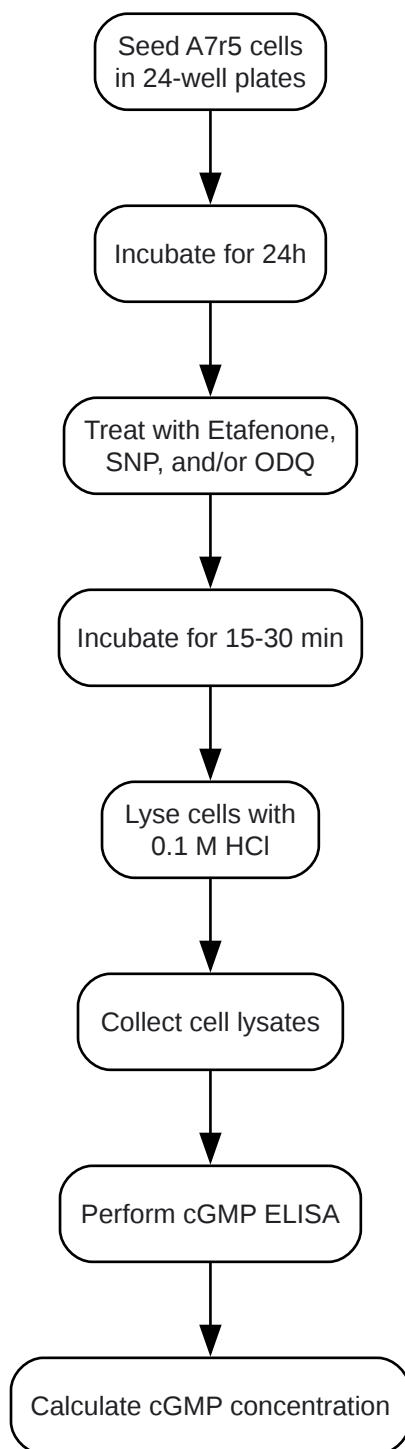 Seed A7r5 cells
in 24-well plates
Incubate for 24h
Treat with Etafenone,
SNP, and/or ODQ
Incubate for 15-30 min
Lyse cells with
0.1 M HCl
Collect cell lysates
Perform cGMP ELISA
Calculate cGMP concentration